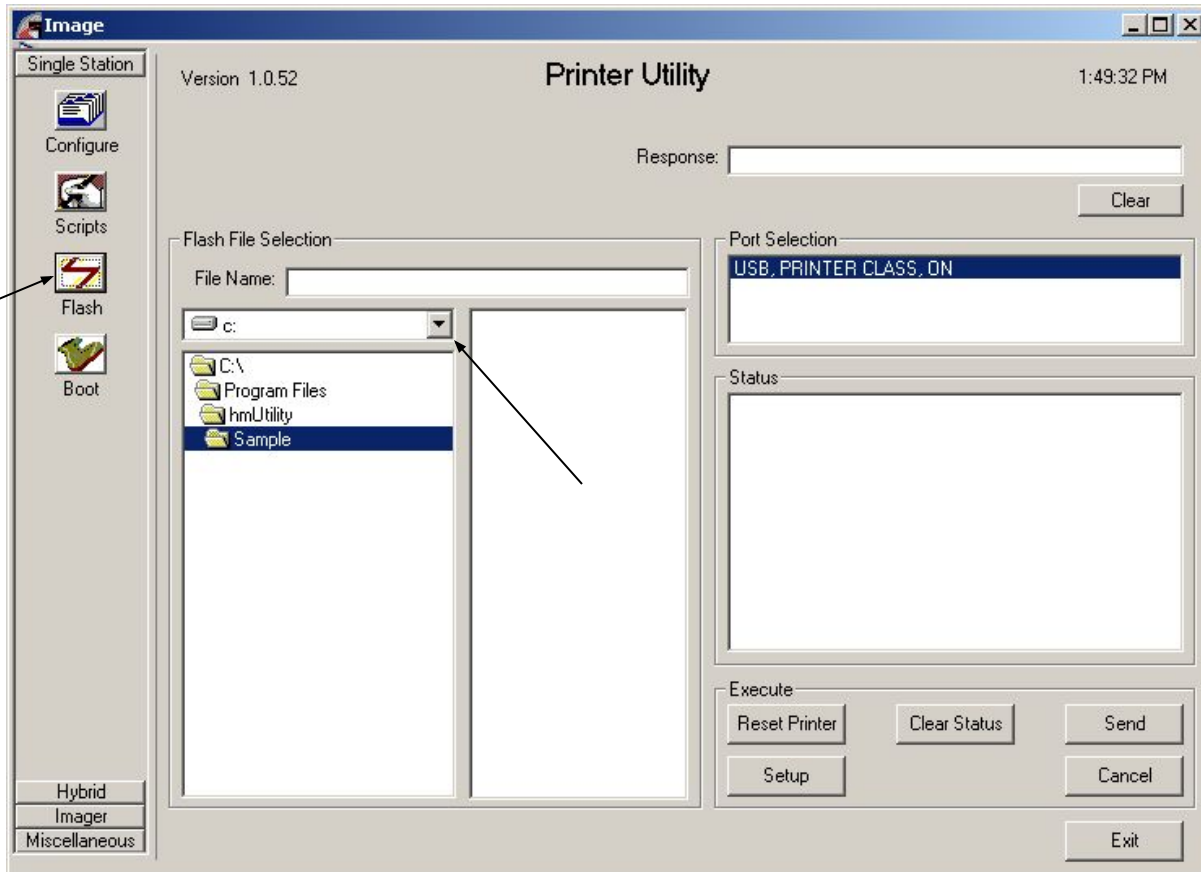 Image
Single Station
Configure
Scripts
Flash
Boot
Hybrid
Imager
Miscellaneous
Version 1.0.52
Printer Utility
1:49:32 PM
Response:
Clear
Flash File Selection
File Name:
c:
C:\
Program Files
hmUtility
Sample
Port Selection
USB, PRINTER CLASS, ON
Status
Execute
Reset Printer
Clear Status
Send
Setup
Cancel
Exit